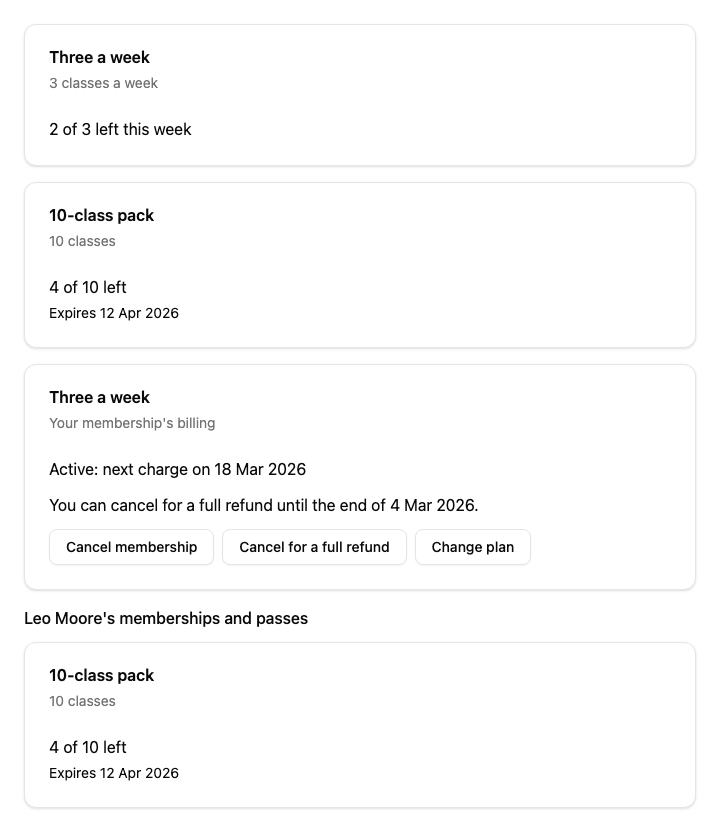 Three a week
3 classes a week
2 of 3 left this week
10-class pack
10 classes
4 of 10 left
Expires 12 Apr 2026
Three a week
Your membership's billing
Active: next charge on 18 Mar 2026
You can cancel for a full refund until the end of 4 Mar 2026.
Cancel membership
Cancel for a full refund
Change plan
Leo Moore's memberships and passes
10-class pack
10 classes
4 of 10 left
Expires 12 Apr 2026